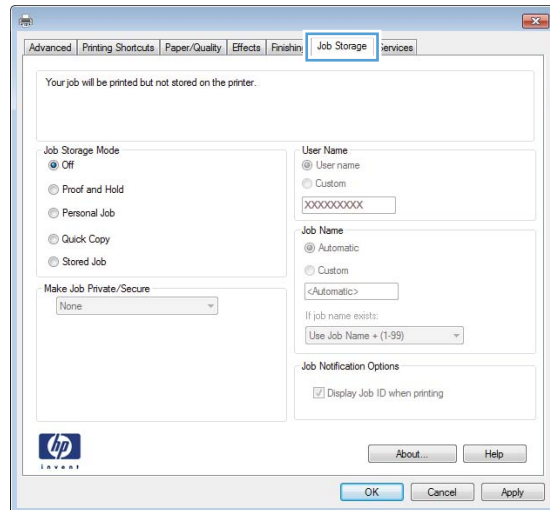 Advanced Printing Shortcuts Paper/Quality Effects Finishing Job Storage Services
Your job will be printed but not stored on the printer.
Job Storage Mode
Off
Proof and Hold
Personal Job
Quick Copy
Stored Job
Make Job Private/Secure
None
User Name
User name
Custom
XXXXXXXXX
Job Name
Automatic
Custom
<Automatic>
If job name exists:
Use Job Name + (1-99)
Job Notification Options
Display Job ID when printing
hp
invent
About... Help
OK Cancel Apply